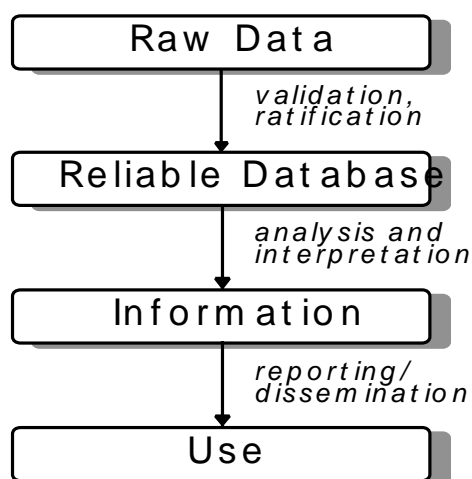 Raw Data
validation,
ratification
Reliable Database
analysis and
interpretation
Information
reporting/
dissemination
Use